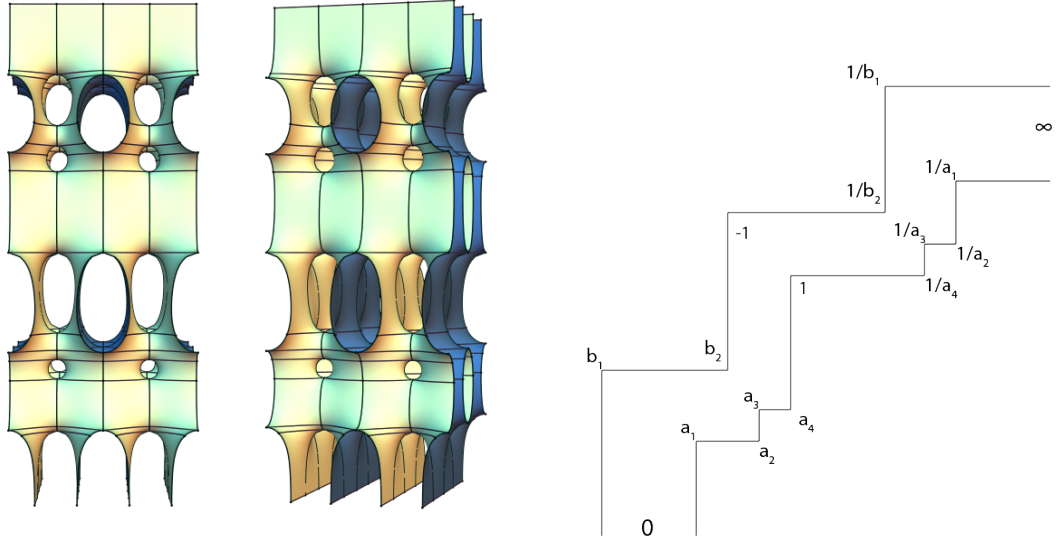 1/b₁
∞
1/a₁
1/b₂
-1
1/a₃
1/a₂
1
1/a₄
b₁
b₂
a₃
a₄
a₁
a₂
0